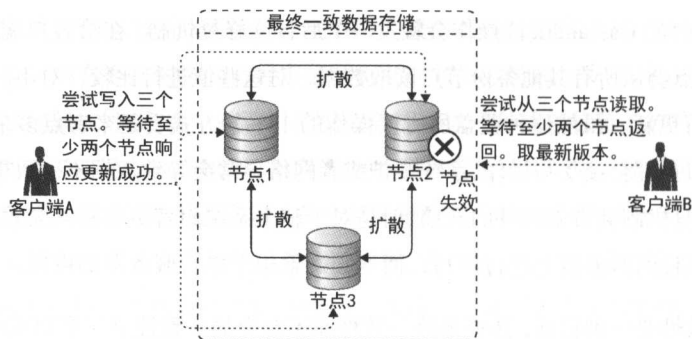 最终一致数据存储
扩散
尝试写入三个
节点。等待至
少两个节点响
应更新成功。
客户端A
节点1
节点2
节点
失效
尝试从三个节点读取。
等待至少两个节点返
回。取最新版本。
客户端B
扩散
扩散
节点3